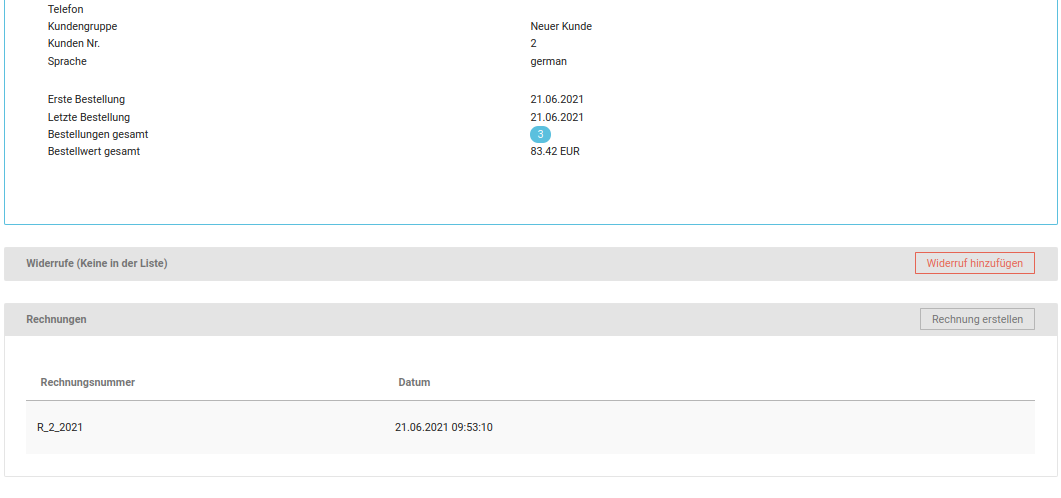 Telefon
Kundengruppe Neuer Kunde
Kunden Nr. 2
Sprache german
Erste Bestellung 21.06.2021
Letzte Bestellung 21.06.2021
Bestellungen gesamt 3
Bestellwert gesamt 83.42 EUR
Widerrufe (Keine in der Liste) Widerruf hinzufügen
Rechnungen Rechnung erstellen
Rechnungsnummer Datum
R_2_2021 21.06.2021 09:53:10